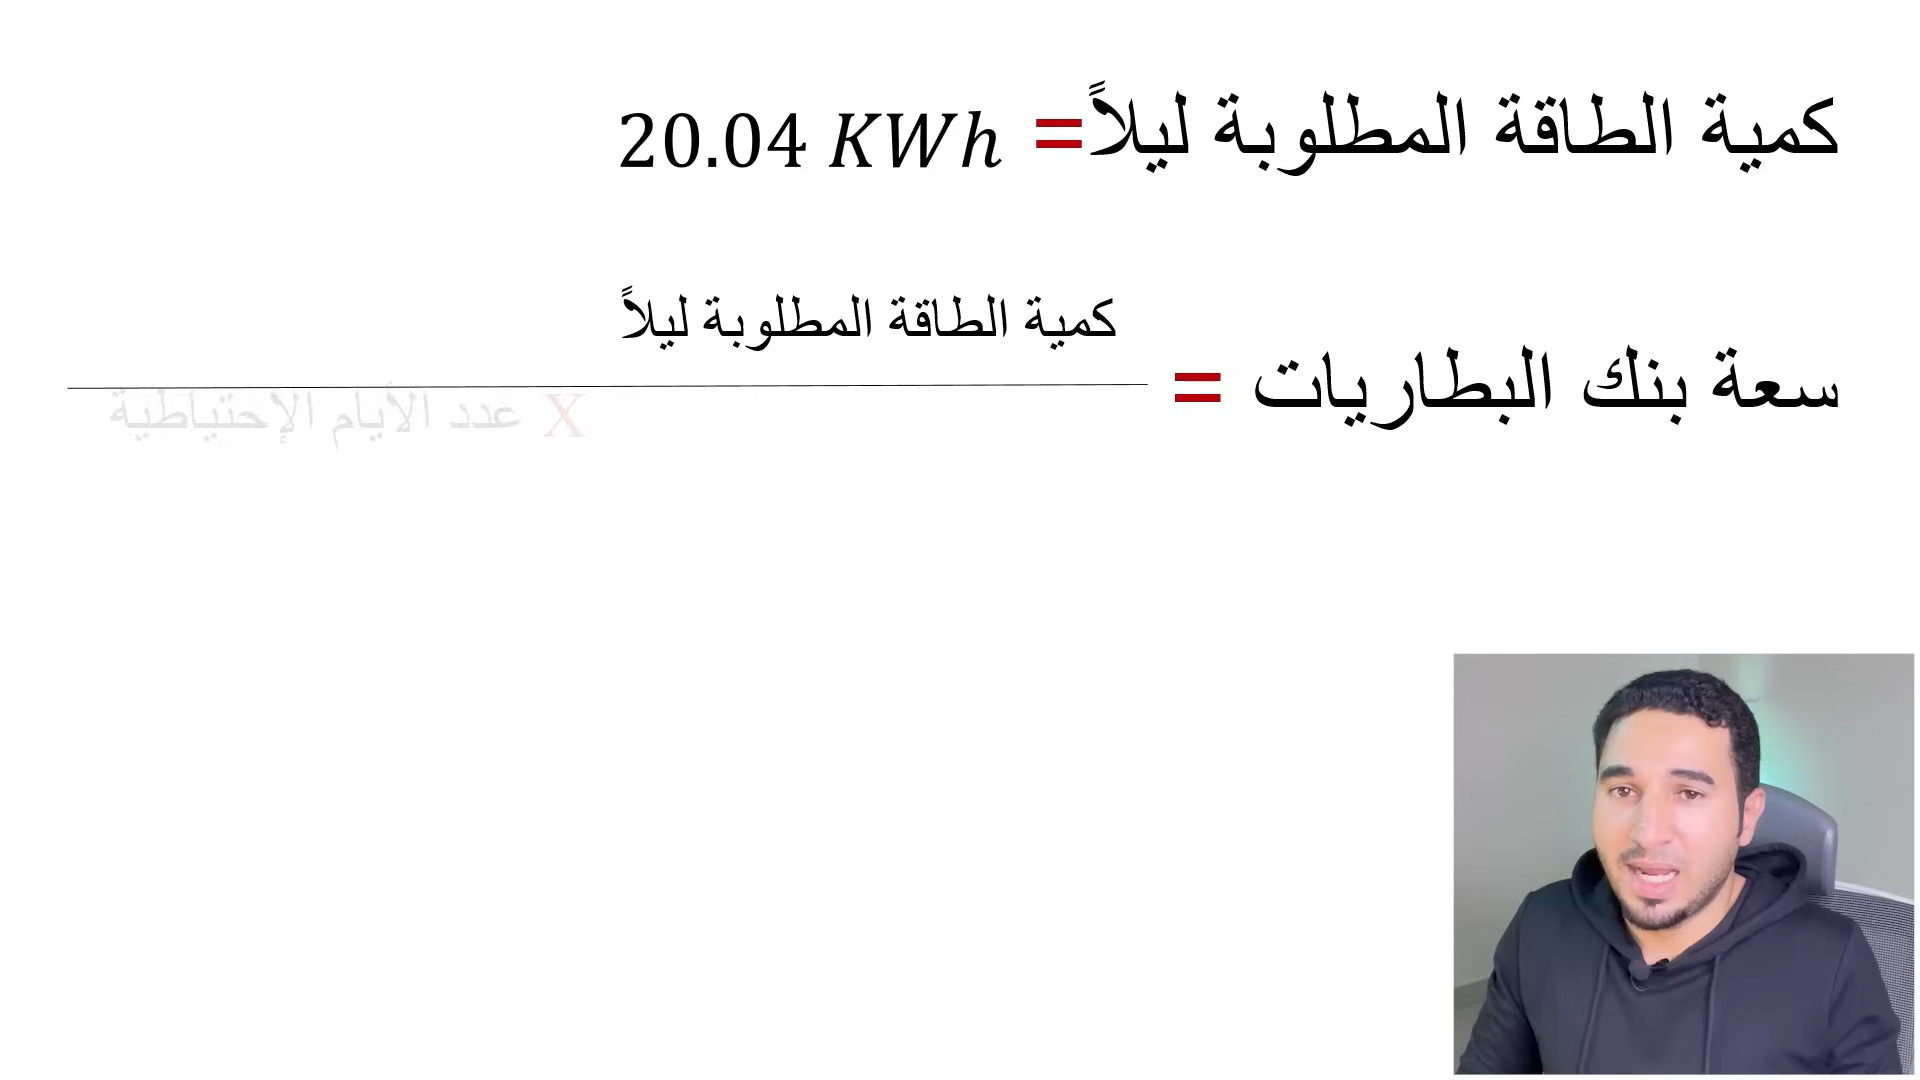 كمية الطاقة المطلوبة ليلاً= 20.04 KWh
كمية الطاقة المطلوبة ليلاً
سعة بنك البطاريات =
X عدد الأيام الإحتياطية